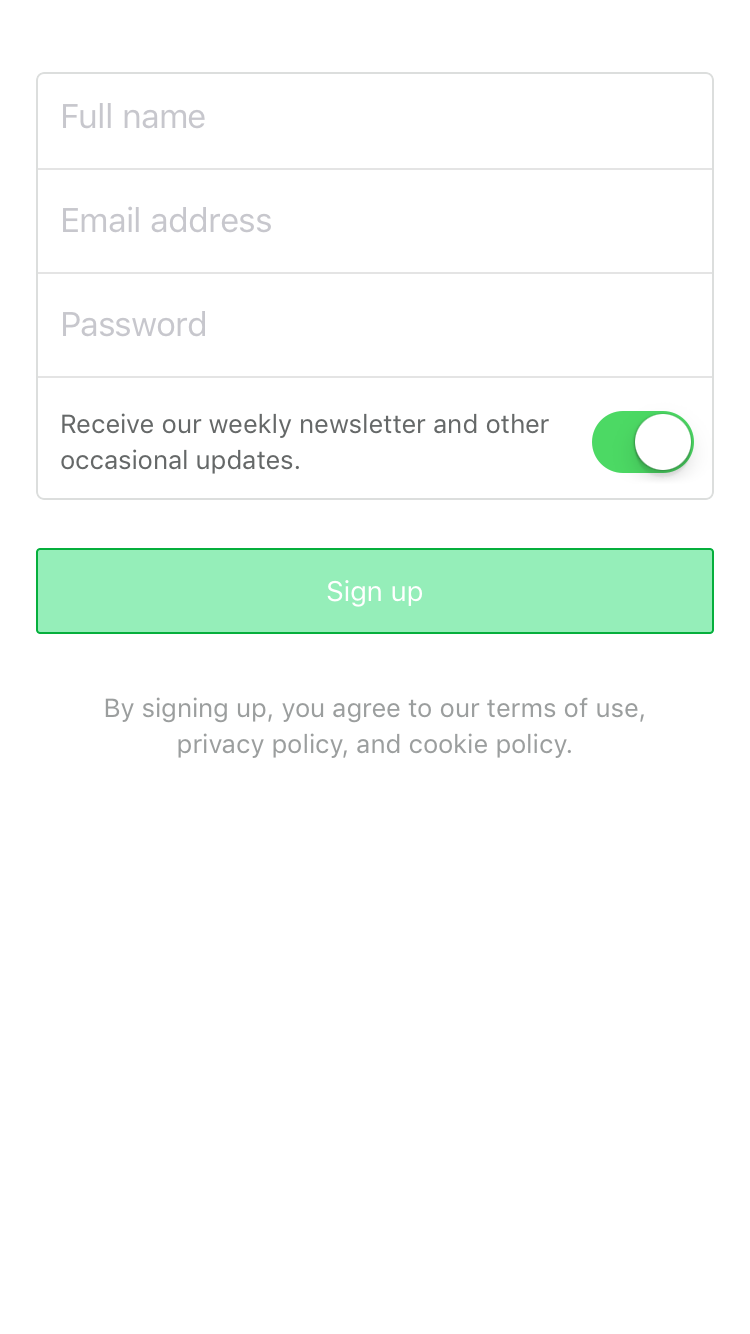 Full name
Email address
Password
Receive our weekly newsletter and other
occasional updates.
Sign up
By signing up, you agree to our terms of use,
privacy policy, and cookie policy.